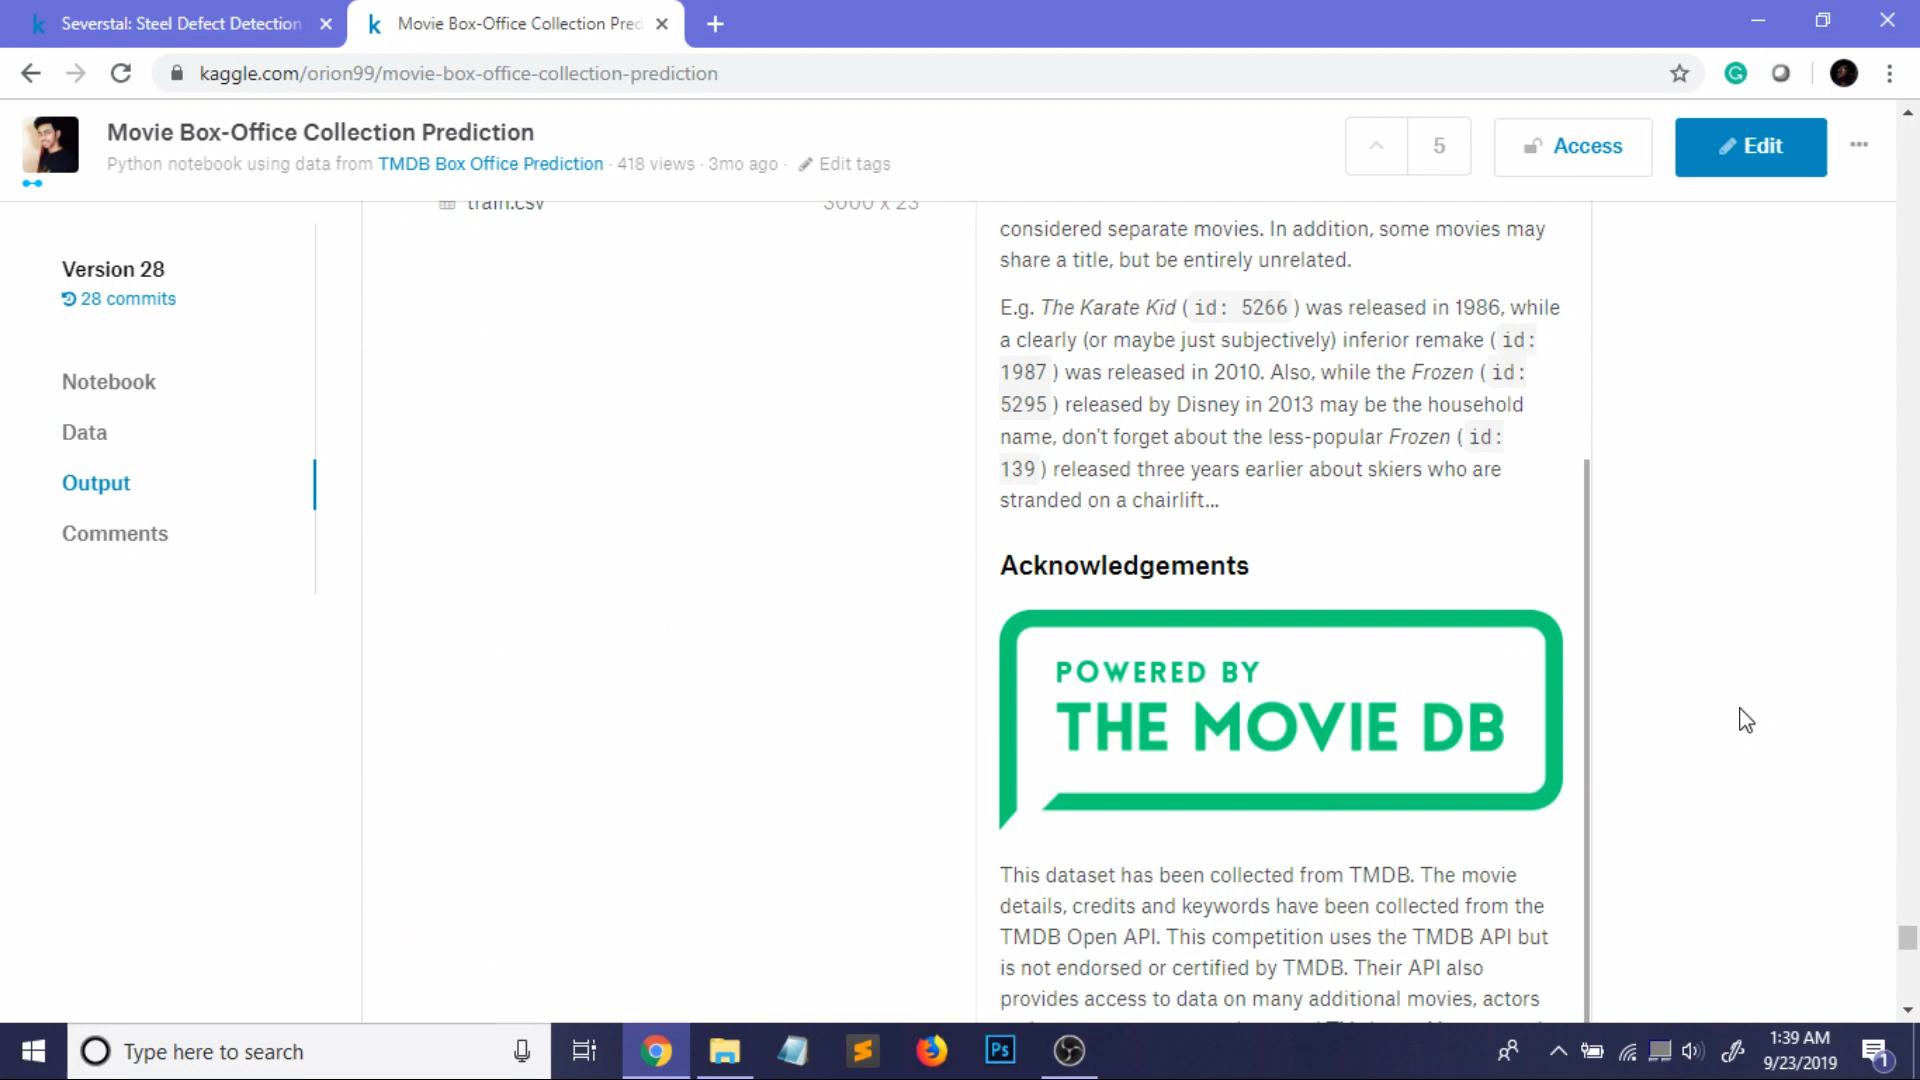 Severstal: Steel Defect Detection
Movie Box-Office Collection Pred
kaggle.com/orion99/movie-box-office-collection-prediction
Movie Box-Office Collection Prediction
Python notebook using data from TMDB Box Office Prediction · 418 views · 3mo ago · Edit tags
5
Access
Edit
train.csv
3000 x 23
Version 28
28 commits
Notebook
Data
Output
Comments
considered separate movies. In addition, some movies may
share a title, but be entirely unrelated.
E.g. The Karate Kid ( id: 5266 ) was released in 1986, while
a clearly (or maybe just subjectively) inferior remake ( id:
1987 ) was released in 2010. Also, while the Frozen ( id:
5295 ) released by Disney in 2013 may be the household
name, don't forget about the less-popular Frozen ( id:
139 ) released three years earlier about skiers who are
stranded on a chairlift...
Acknowledgements
POWERED BY
THE MOVIE DB
This dataset has been collected from TMDB. The movie
details, credits and keywords have been collected from the
TMDB Open API. This competition uses the TMDB API but
is not endorsed or certified by TMDB. Their API also
provides access to data on many additional movies, actors
Type here to search
Ps
1:39 AM
9/23/2019
1